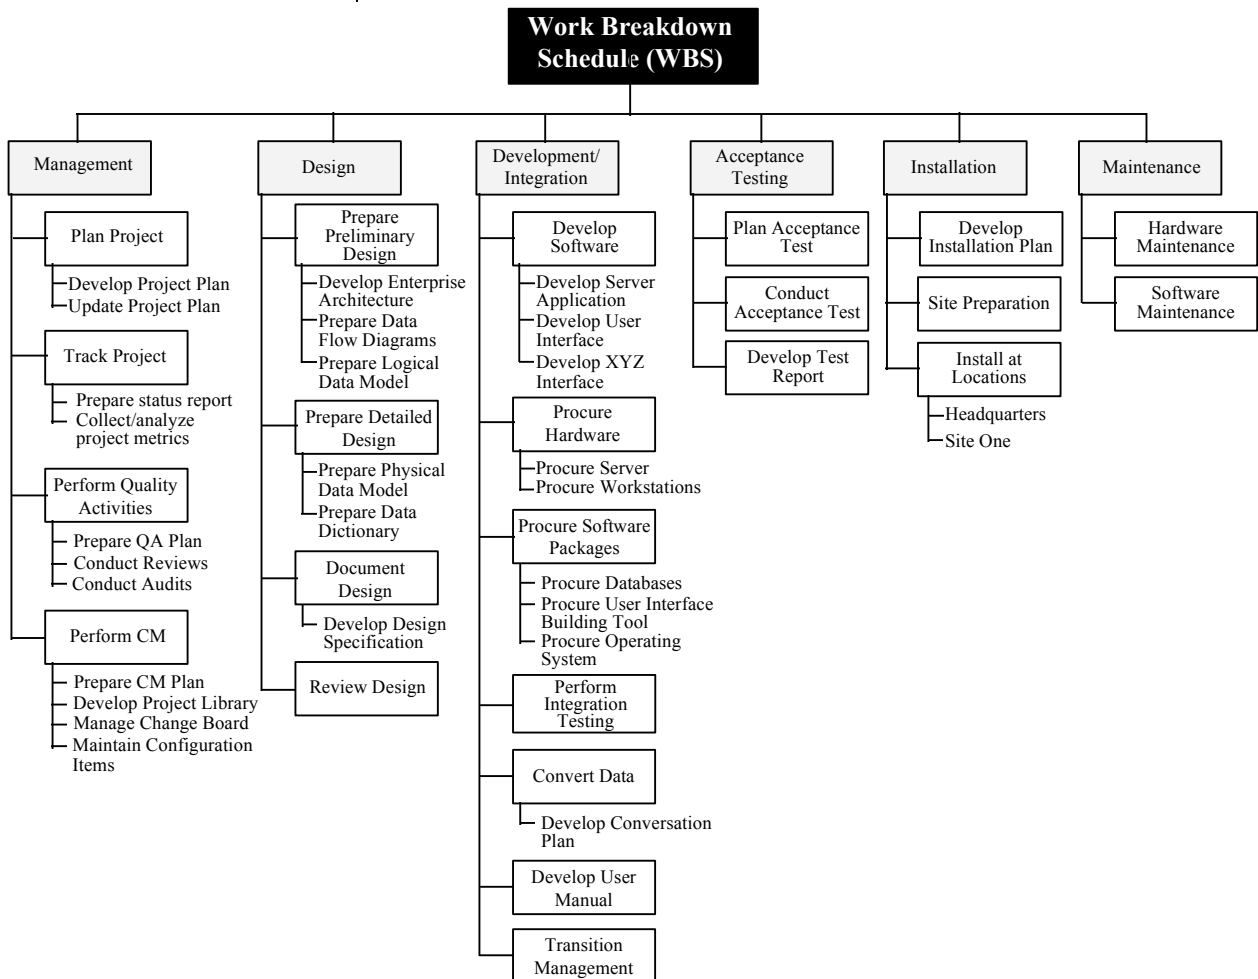 Work Breakdown
Schedule (WBS)
Management
Plan Project
Develop Project Plan
Update Project Plan
Track Project
Prepare status report
Collect/analyze
project metrics
Perform Quality
Activities
Prepare QA Plan
Conduct Reviews
Conduct Audits
Perform CM
Prepare CM Plan
Develop Project Library
Manage Change Board
Maintain Configuration
Items
Design
Prepare
Preliminary
Design
Develop Enterprise
Architecture
Prepare Data
Flow Diagrams
Prepare Logical
Data Model
Prepare Detailed
Design
Prepare Physical
Data Model
Prepare Data
Dictionary
Document
Design
Develop Design
Specification
Review Design
Development/
Integration
Develop
Software
Develop Server
Application
Develop User
Interface
Develop XYZ
Interface
Procure
Hardware
Procure Server
Procure Workstations
Procure Software
Packages
Procure Databases
Procure User Interface
Building Tool
Procure Operating
System
Perform
Integration
Testing
Convert Data
Develop Conversation
Plan
Develop User
Manual
Transition
Management
Acceptance
Testing
Plan Acceptance
Test
Conduct
Acceptance Test
Develop Test
Report
Installation
Develop
Installation Plan
Site Preparation
Install at
Locations
Headquarters
Site One
Maintenance
Hardware
Maintenance
Software
Maintenance